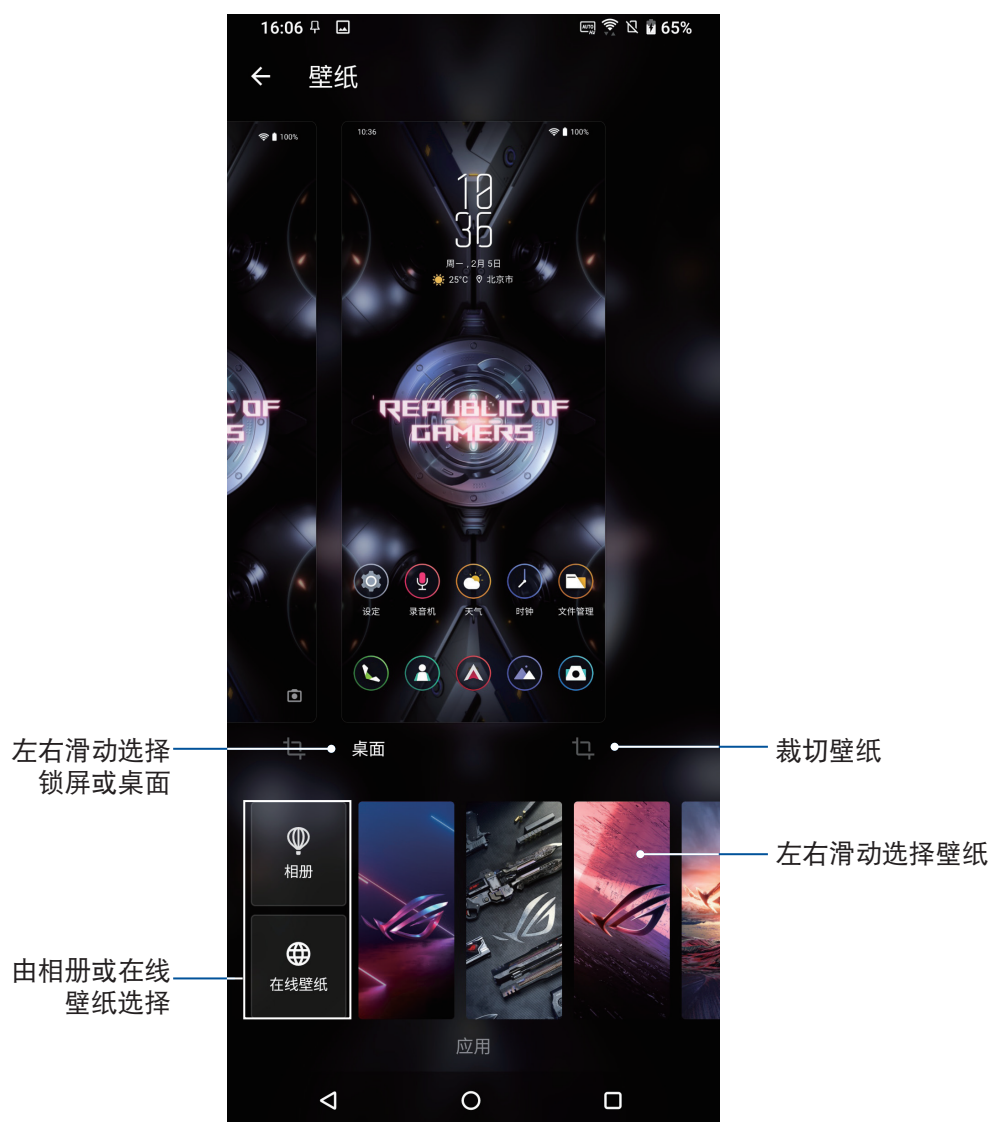 16:06
65%
壁纸
100%
10:36
100%
10
36
周一 , 2月 5日
25°C 北京市
C OF
S
REPUBLIC OF
GAMERS
设定
录音机
天气
时钟
文件管理
左右滑动选择
锁屏或桌面
桌面
裁切壁纸
相册
左右滑动选择壁纸
由相册或在线
壁纸选择
在线壁纸
应用